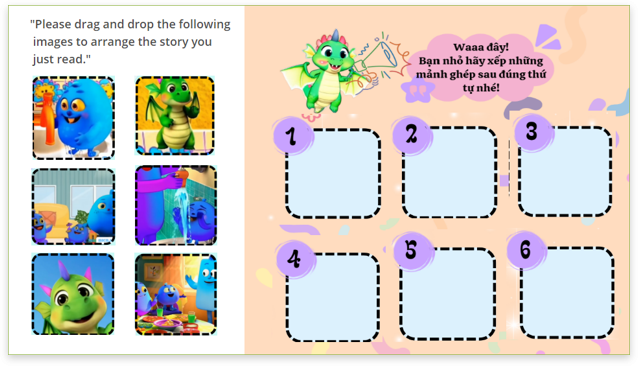 "Please drag and drop the following
images to arrange the story you
just read."
Waaa đây!
Bạn nhỏ hãy xếp những
mảnh ghép sau đúng thứ
tự nhé!
1
2
3
4
5
6